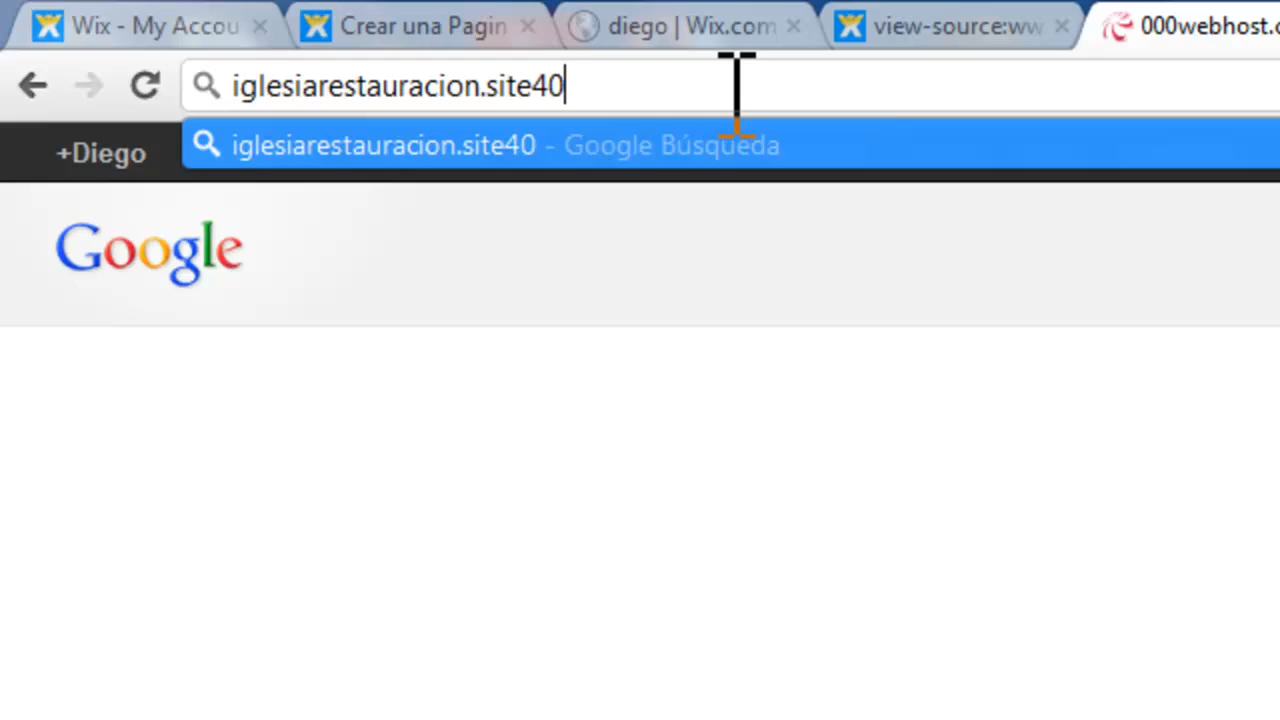 Wix - My Accou
Crear una Pagin
diego | Wix.com
view-source:ww
000webhost.c
iglesiarestauracion.site40
iglesiarestauracion.site40 - Google Búsqueda
+Diego
Google